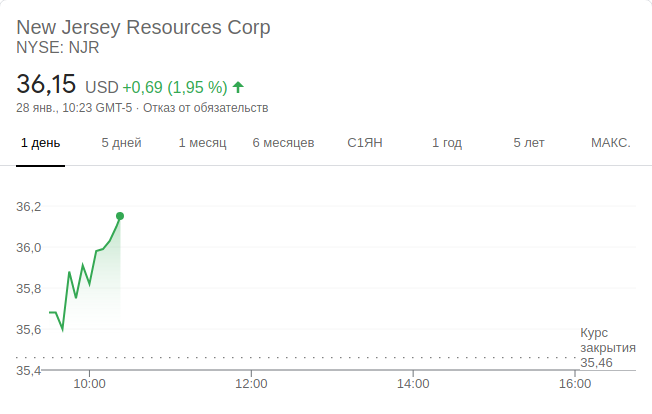 New Jersey Resources Corp
NYSE: NJR
36,15 USD +0,69 (1,95 %)
28 янв., 10:23 GMT-5 · Отказ от обязательств
1 день 5 дней 1 месяц 6 месяцев С1ЯН 1 год 5 лет МАКС.
36,2
36,0
35,8
35,6
Курс
закрытия
35,46
35,4
10:00 12:00 14:00 16:00